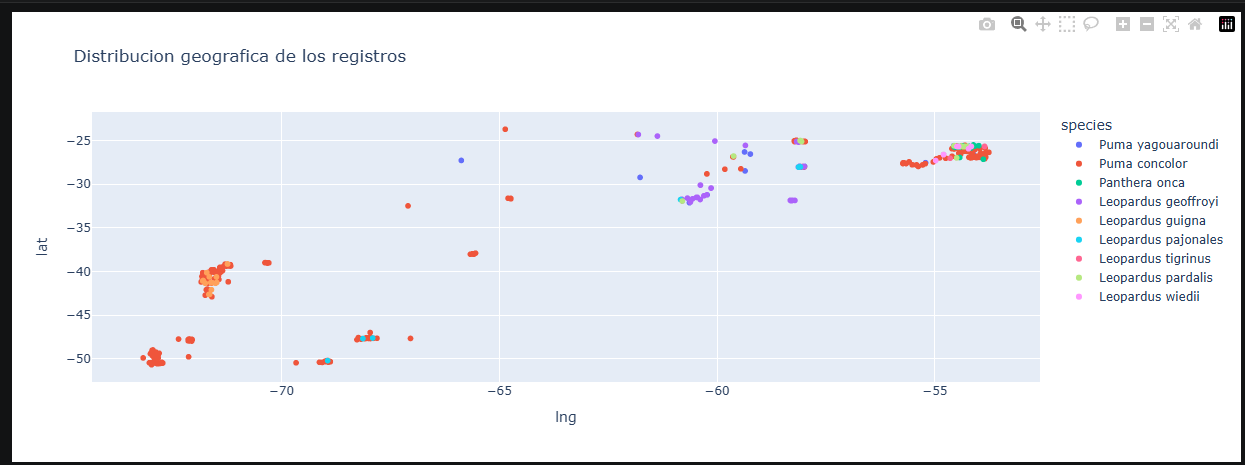 Distribucion geografica de los registros
species
Puma yagouaroundi
Puma concolor
Panthera onca
Leopardus geoffroyi
Leopardus guigna
Leopardus pajonales
Leopardus tigrinus
Leopardus pardalis
Leopardus wiedii
lat
−25
−30
−35
−40
−45
−50
−70
−65
−60
−55
lng